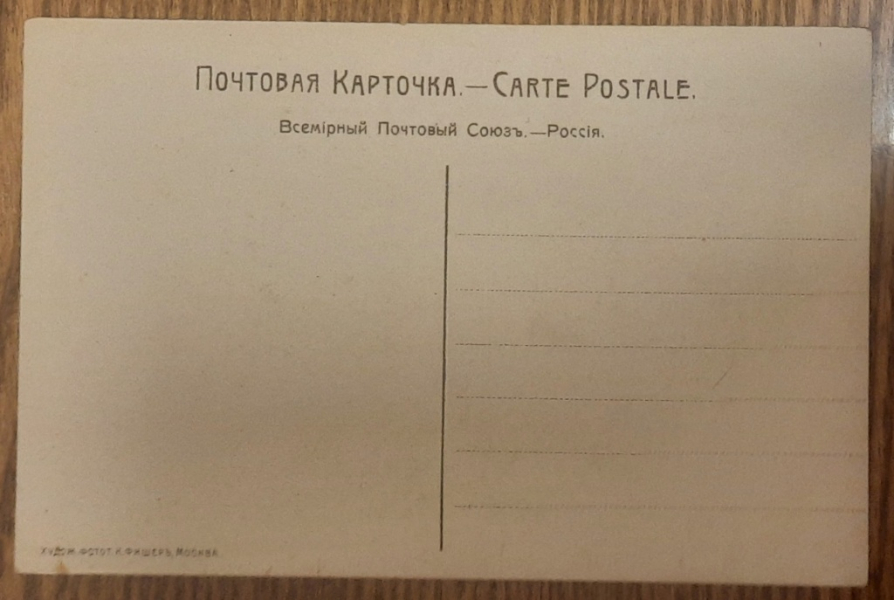 Почтовая Карточка.—Carte Postale.
Всемірный Почтовый Союзъ.—Россія.
Худож. фотот. К. Фишеръ, Москва